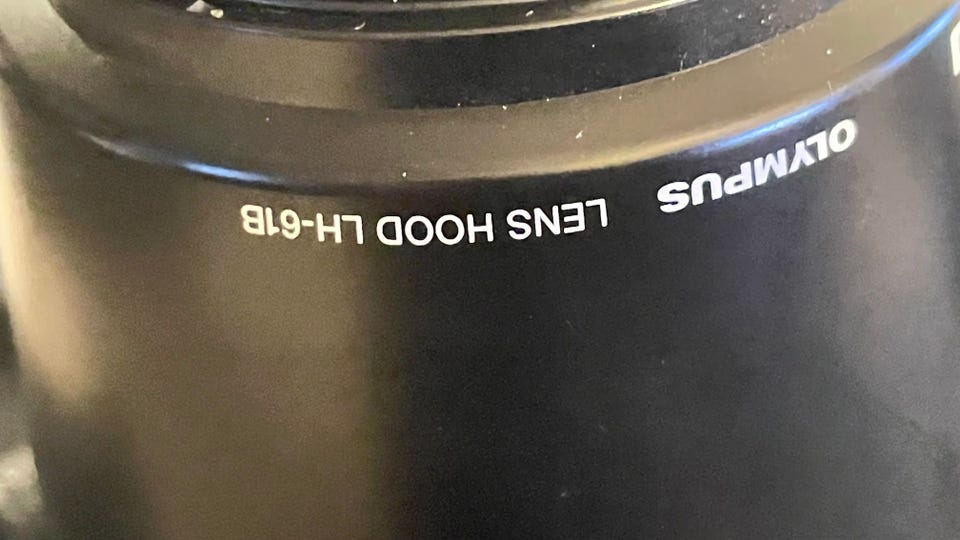 OLYMPUS LENS HOOD LH-61B